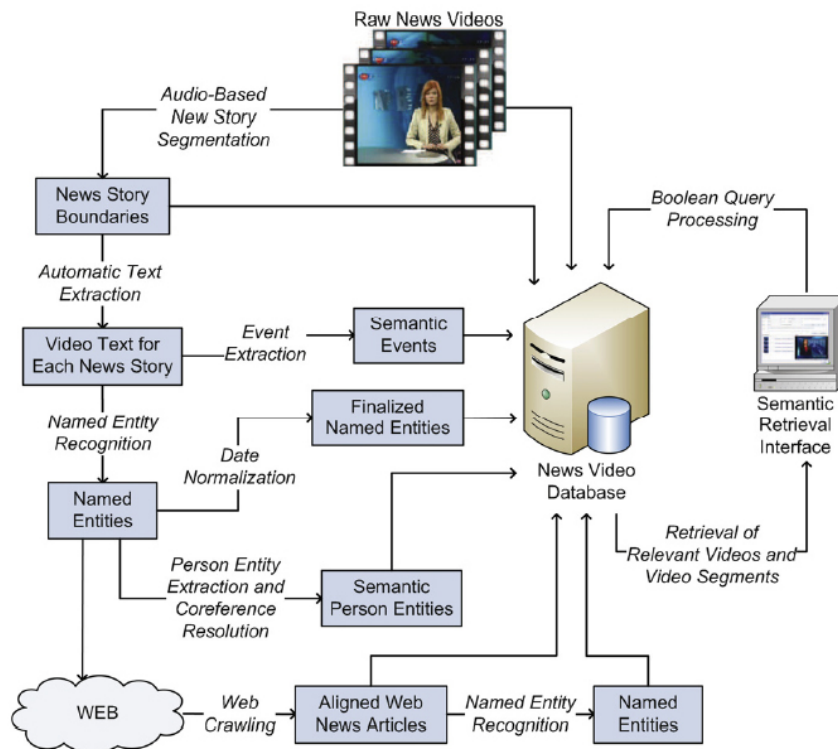 Raw News Videos
Audio-Based
New Story
Segmentation
News Story
Boundaries
Boolean Query
Processing
Automatic Text
Extraction
Video Text for
Each News Story
Event
Extraction
Semantic
Events
Named Entity
Recognition
Date
Normalization
Finalized
Named Entities
News Video
Database
Semantic
Retrieval
Interface
Named
Entities
Person Entity
Extraction and
Coreference
Resolution
Semantic
Person Entities
Retrieval of
Relevant Videos and
Video Segments
WEB
Web
Crawling
Aligned Web
News Articles
Named Entity
Recognition
Named
Entities